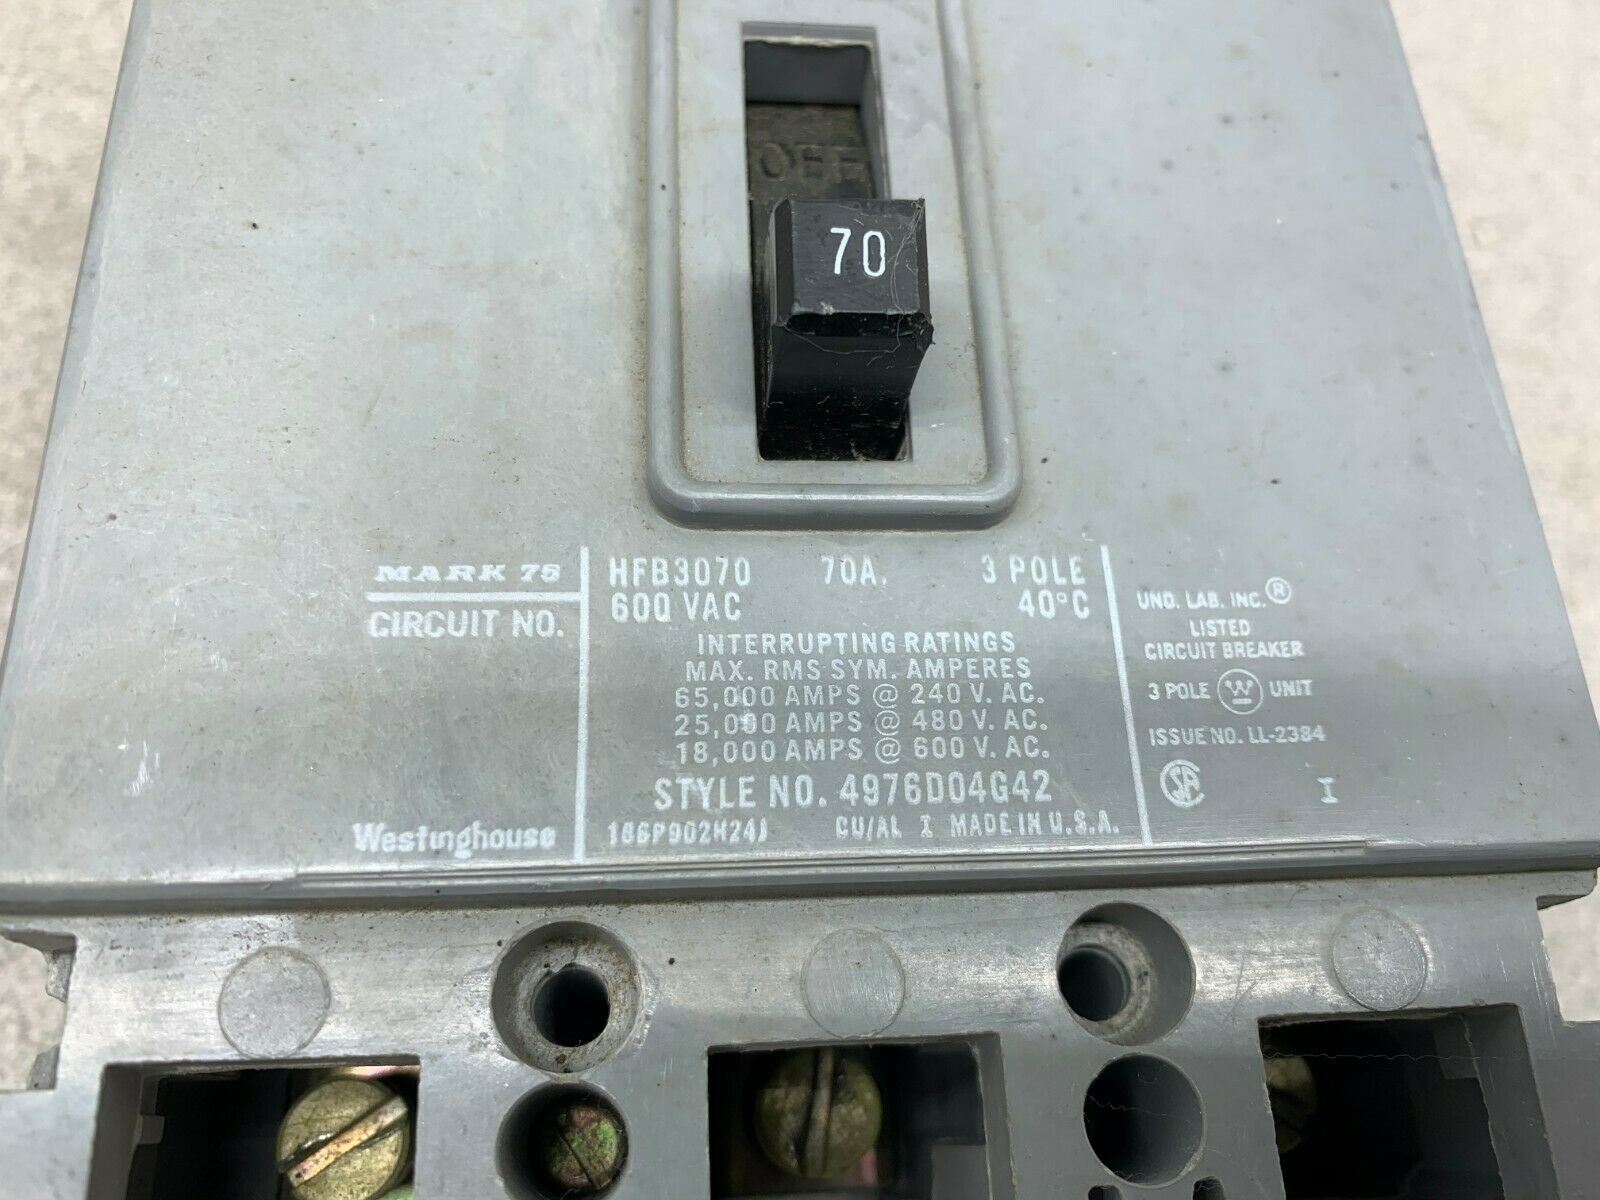 OFF
70
MARK 75
CIRCUIT NO.
Westinghouse
HFB3070 70A. 3 POLE
600 VAC 40°C
INTERRUPTING RATINGS
MAX. RMS SYM. AMPERES
65,000 AMPS @ 240 V. AC.
25,000 AMPS @ 480 V. AC.
18,000 AMPS @ 600 V. AC.
STYLE NO. 4976D04G42
CU/AL I MADE IN U.S.A.
UND. LAB. INC.®
LISTED
CIRCUIT BREAKER
3 POLE W UNIT
ISSUE NO. LL-2384
CSA I